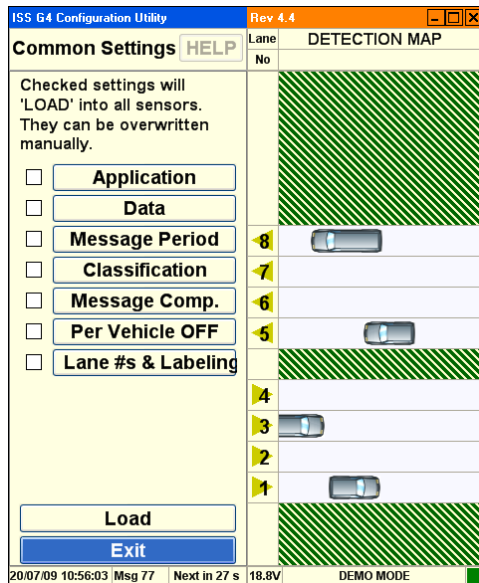 ISS G4 Configuration Utility
Rev 4.4
Common Settings HELP
Lane
No
DETECTION MAP
Checked settings will
'LOAD' into all sensors.
They can be overwritten
manually.
Application
Data
Message Period
Classification
Message Comp.
Per Vehicle OFF
Lane #s & Labeling
8
7
6
5
4
3
2
1
Load
Exit
20/07/09 10:56:03 Msg 77 Next in 27 s 18.8V DEMO MODE